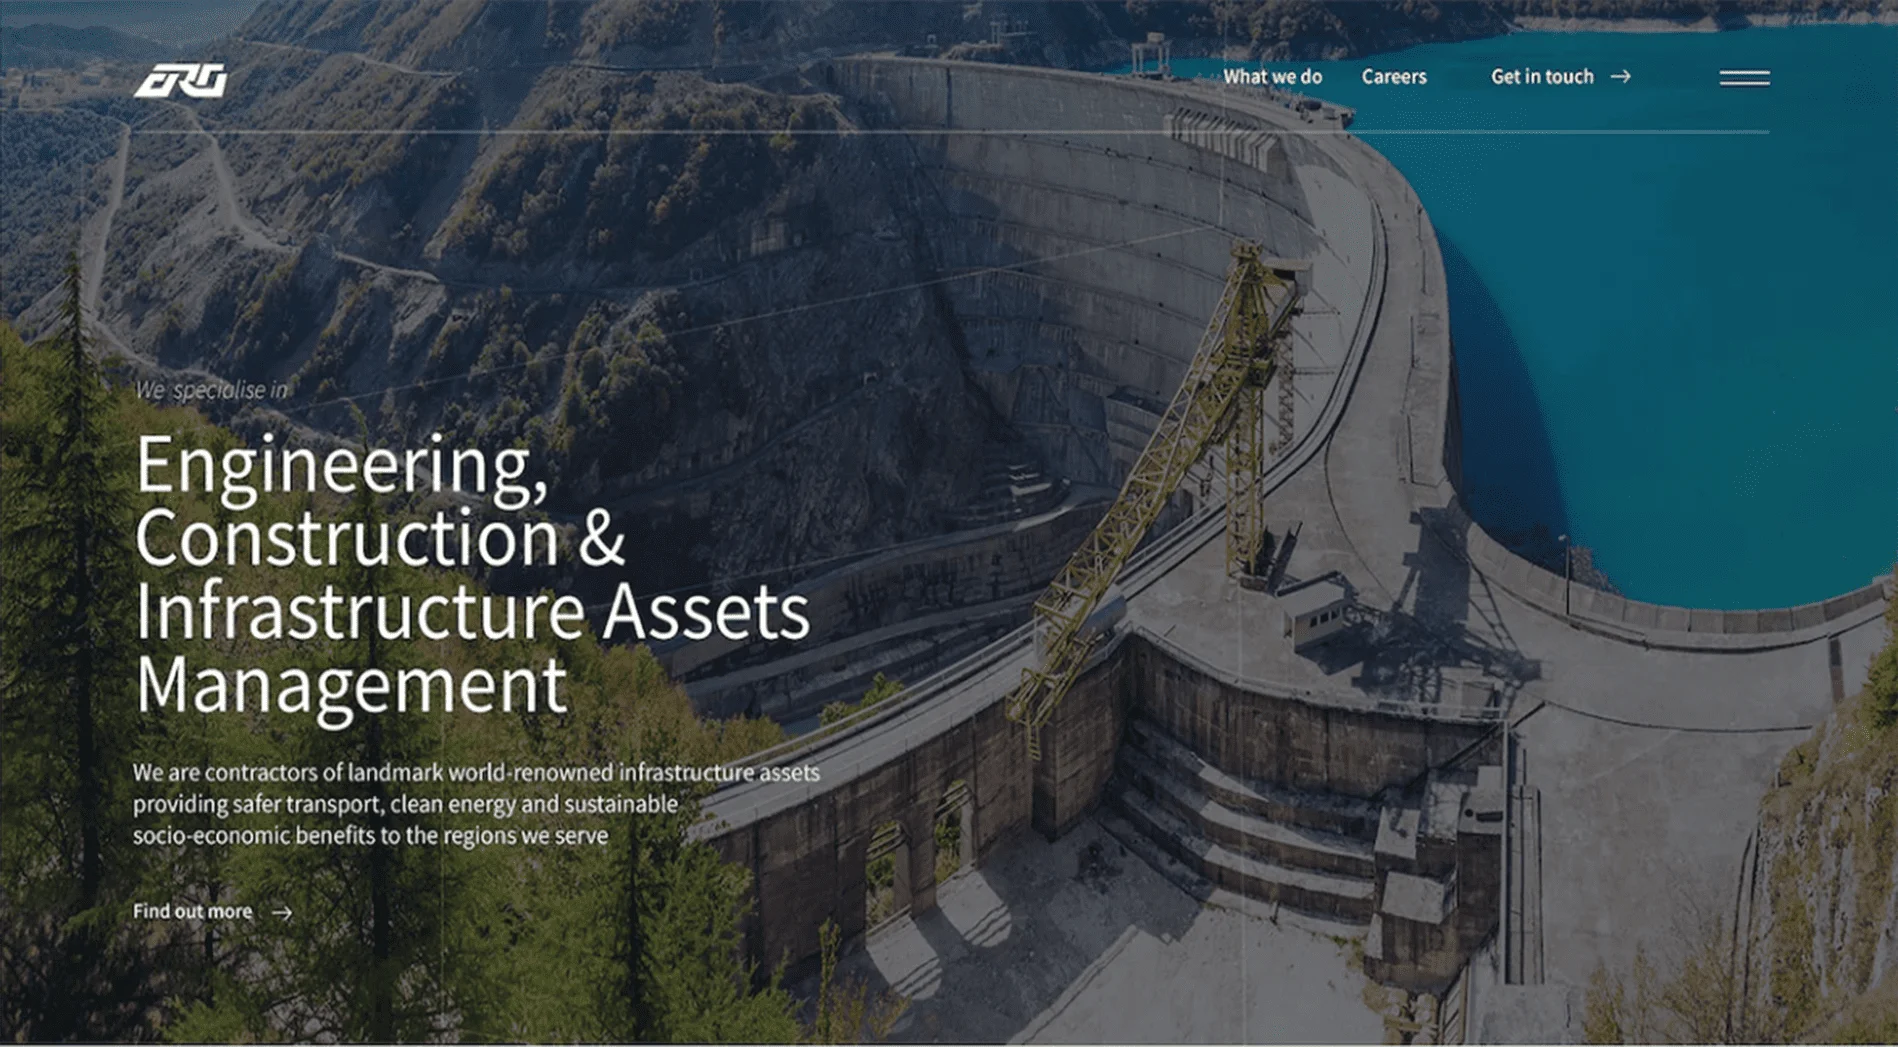 ERG
What we do
Careers
Get in touch →
We specialise in
Engineering,
Construction &
Infrastructure Assets
Management
We are contractors of landmark world-renowned infrastructure assets
providing safer transport, clean energy and sustainable
socio-economic benefits to the regions we serve
Find out more →